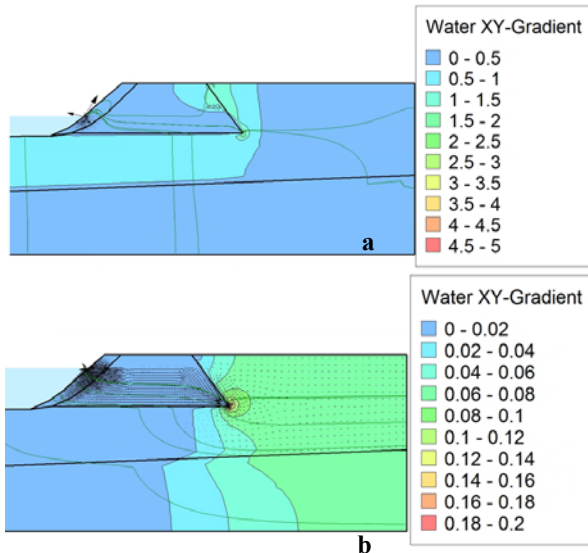 Water XY-Gradient
0 - 0.5
0.5 - 1
1 - 1.5
1.5 - 2
2 - 2.5
2.5 - 3
3 - 3.5
3.5 - 4
4 - 4.5
4.5 - 5
a
Water XY-Gradient
0 - 0.02
0.02 - 0.04
0.04 - 0.06
0.06 - 0.08
0.08 - 0.1
0.1 - 0.12
0.12 - 0.14
0.14 - 0.16
0.16 - 0.18
0.18 - 0.2
b